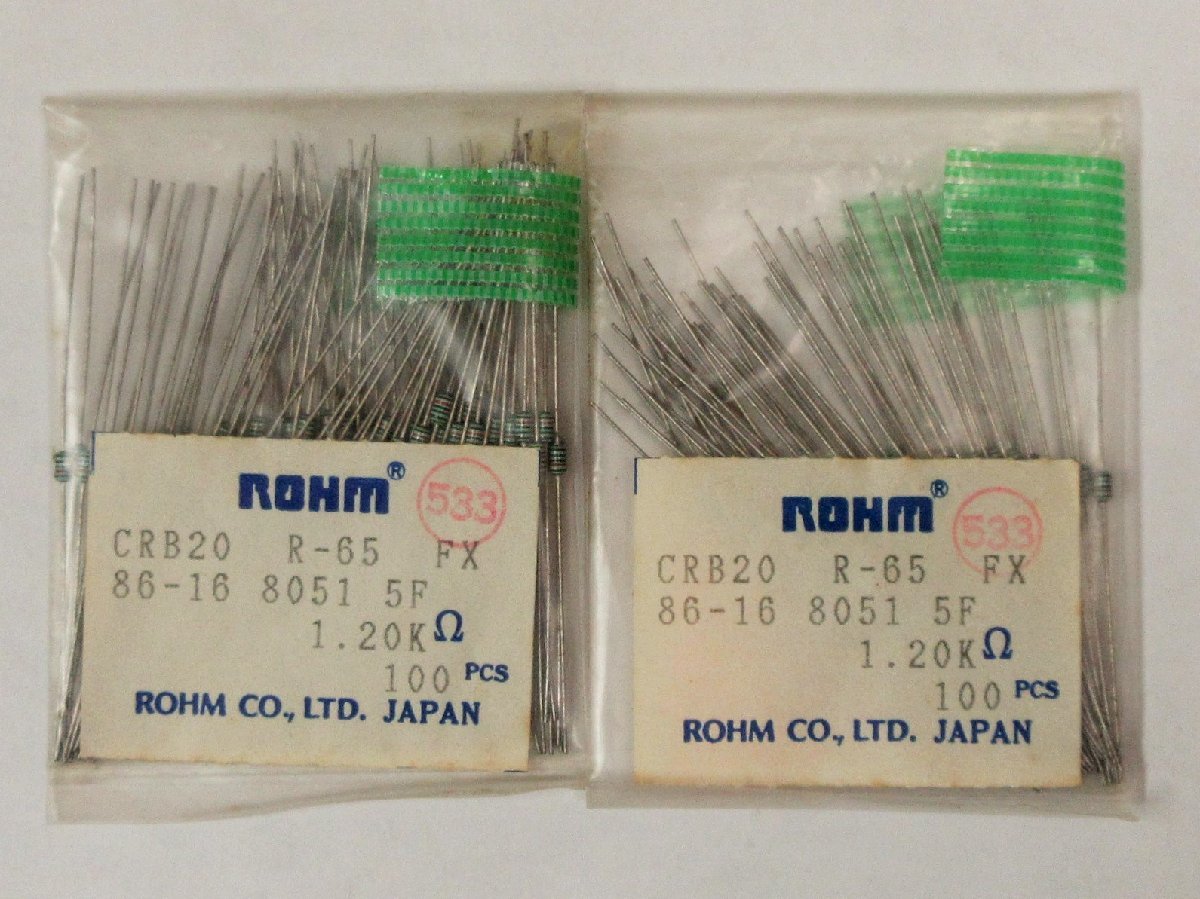 ROHM® 533
CRB20 R-65 FX
86-16 8051 5F
1.20KΩ
100 PCS
ROHM CO., LTD. JAPAN
ROHM® 533
CRB20 R-65 FX
86-16 8051 5F
1.20KΩ
100 PCS
ROHM CO., LTD. JAPAN